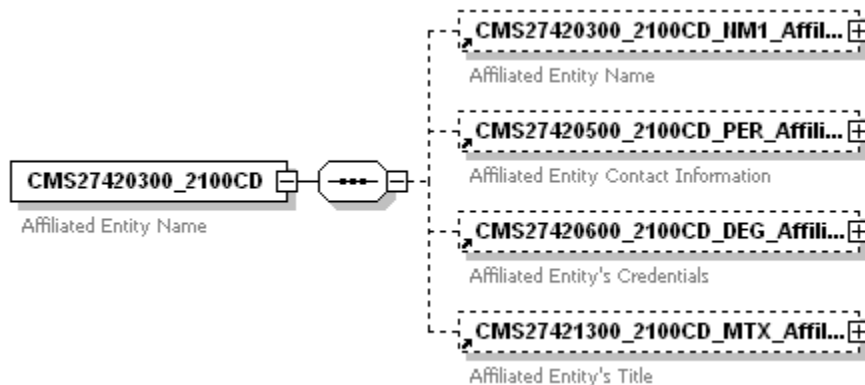 CMS27420300_2100CD_NM1_Affil...
Affiliated Entity Name
CMS27420500_2100CD_PER_Affili...
Affiliated Entity Contact Information
CMS27420300_2100CD
Affiliated Entity Name
CMS27420600_2100CD_DEG_Affili...
Affiliated Entity's Credentials
CMS27421300_2100CD_MTX_Affil...
Affiliated Entity's Title